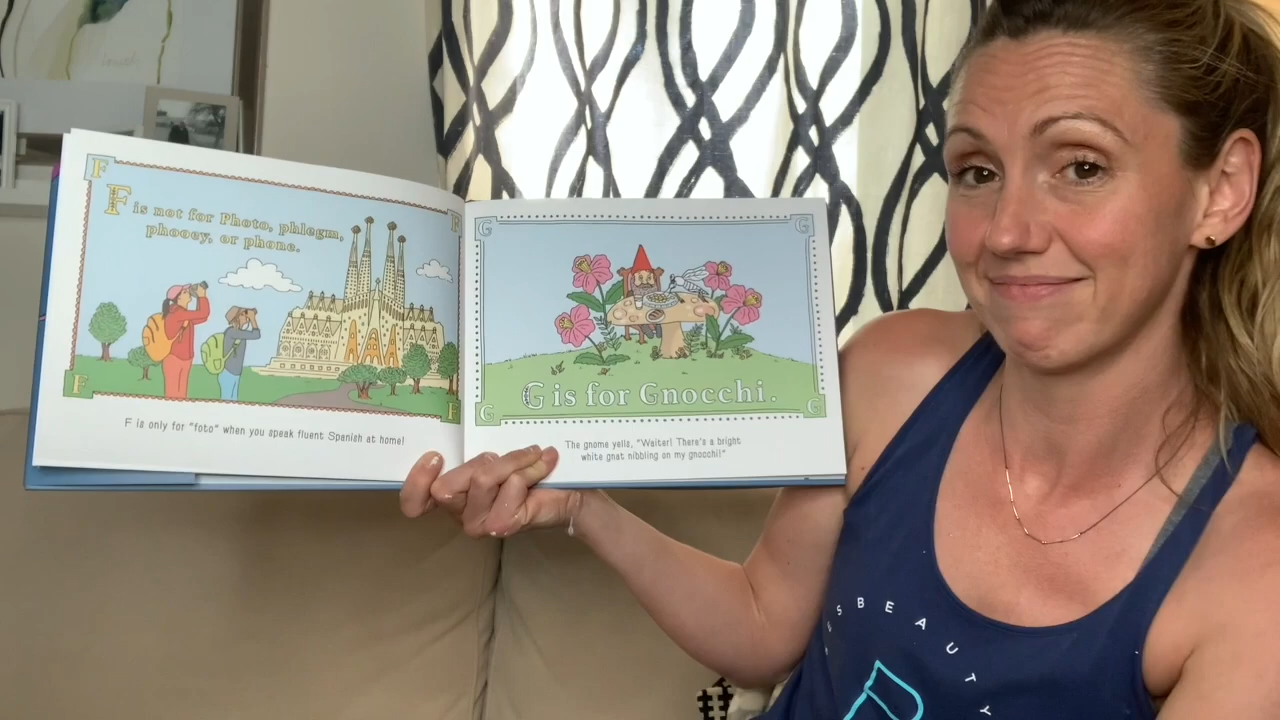 F
F
F is not for Photo, phlegm,
phooey, or phone.
F
F
F is only for "foto" when you speak fluent Spanish at home!
G
G
G is for Gnocchi.
G
G
The gnome yells, "Waiter! There's a bright
white gnat nibbling on my gnocchi!"
ESBEAUTY